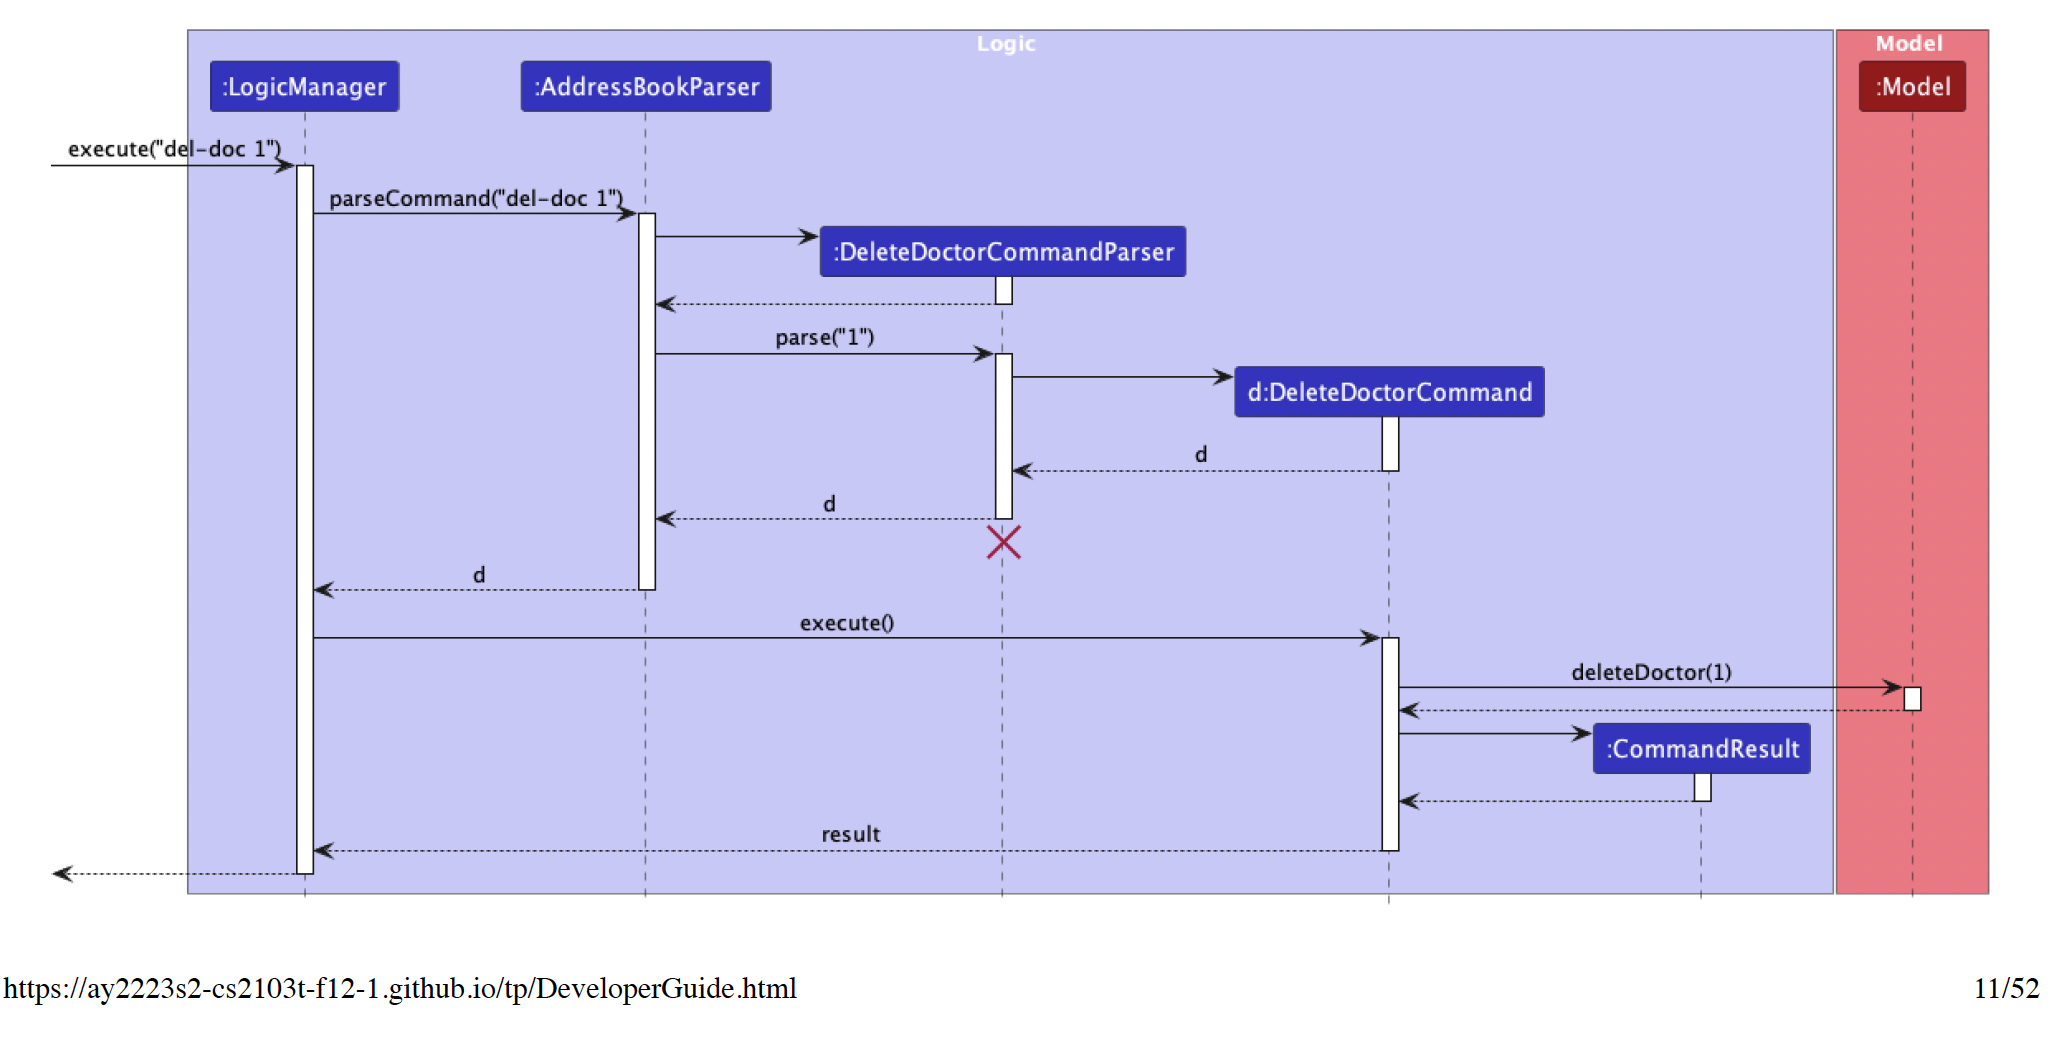 Logic
Model
:LogicManager
:AddressBookParser
:Model
execute("del-doc 1")
parseCommand("del-doc 1")
:DeleteDoctorCommandParser
parse("1")
d:DeleteDoctorCommand
d
d
d
execute()
deleteDoctor(1)
:CommandResult
result
https://ay2223s2-cs2103t-f12-1.github.io/tp/DeveloperGuide.html
11/52